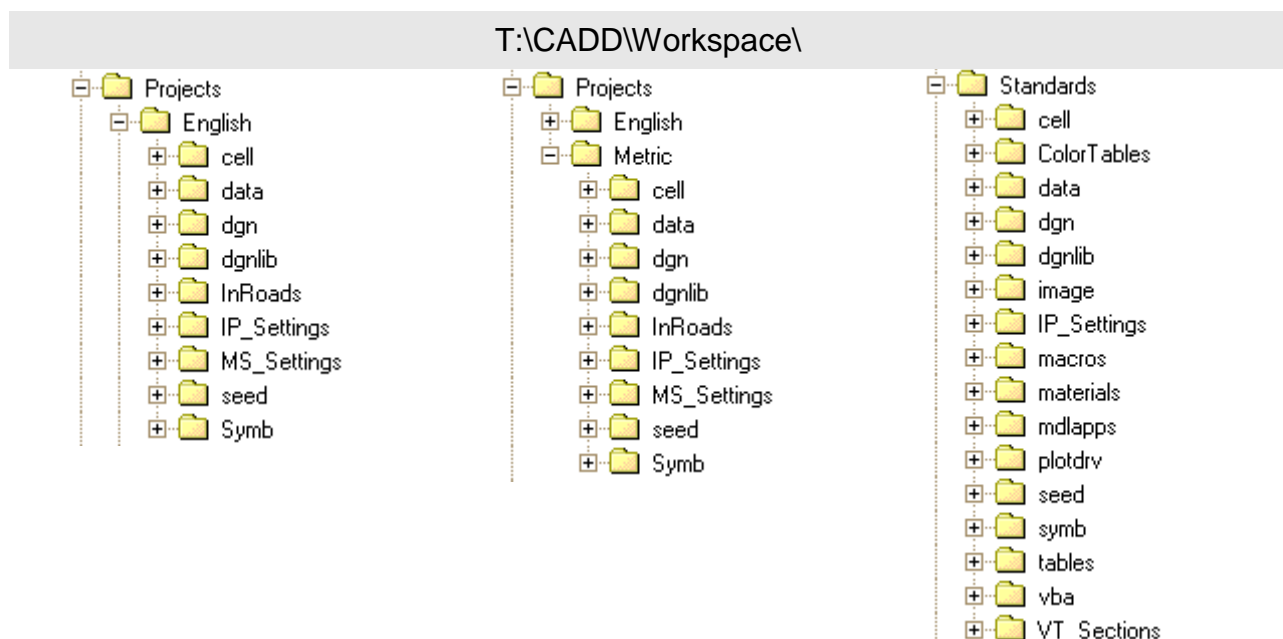 T:\CADD\Workspace\
Projects
English
cell
data
dgn
dgnlib
InRoads
IP_Settings
MS_Settings
seed
Symb
Projects
English
Metric
cell
data
dgn
dgnlib
InRoads
IP_Settings
MS_Settings
seed
Symb
Standards
cell
ColorTables
data
dgn
dgnlib
image
IP_Settings
macros
materials
mdlapps
plotdrv
seed
symb
tables
vba
VT_Sections